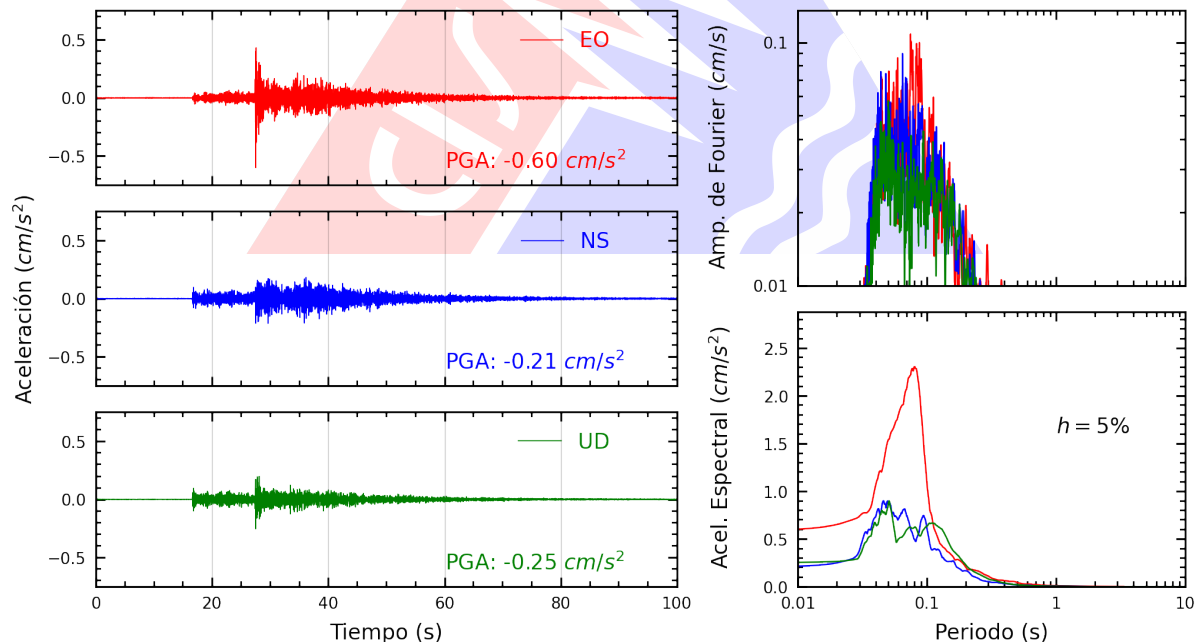 Aceleración (cm/s²)
0.5
0.0
−0.5
EO
PGA: -0.60 cm/s²
0.5
0.0
−0.5
NS
PGA: -0.21 cm/s²
0.5
0.0
−0.5
UD
PGA: -0.25 cm/s²
0 20 40 60 80 100
Tiempo (s)
Amp. de Fourier (cm/s)
0.1
0.01
Acel. Espectral (cm/s²)
2.5
2.0
1.5
1.0
0.5
0.0
h = 5%
0.01 0.1 1 10
Periodo (s)